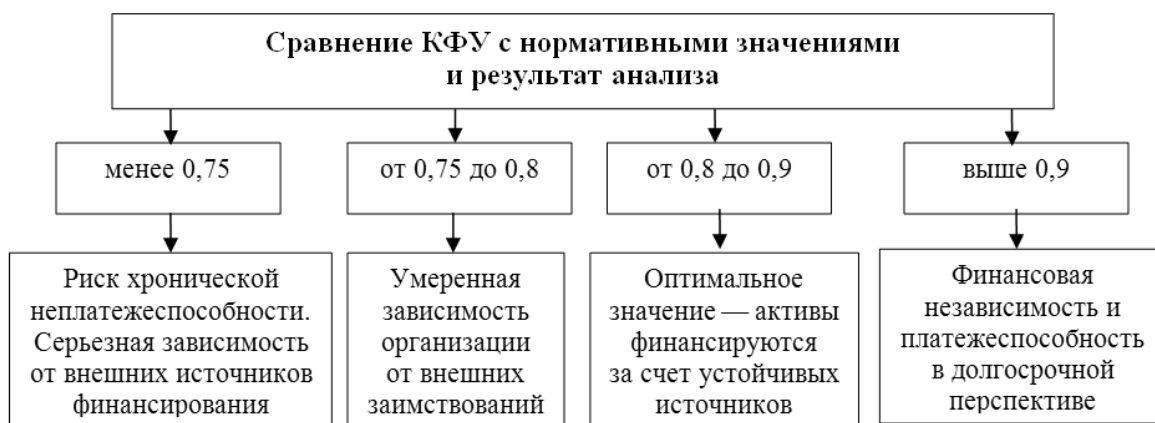 Сравнение КФУ с нормативными значениями
и результат анализа
менее 0,75
от 0,75 до 0,8
от 0,8 до 0,9
выше 0,9
Риск хронической
неплатежеспособности.
Серьезная зависимость
от внешних источников
финансирования
Умеренная
зависимость
организации
от внешних
заимствований
Оптимальное
значение — активы
финансируются
за счет устойчивых
источников
Финансовая
независимость и
платежеспособность
в долгосрочной
перспективе